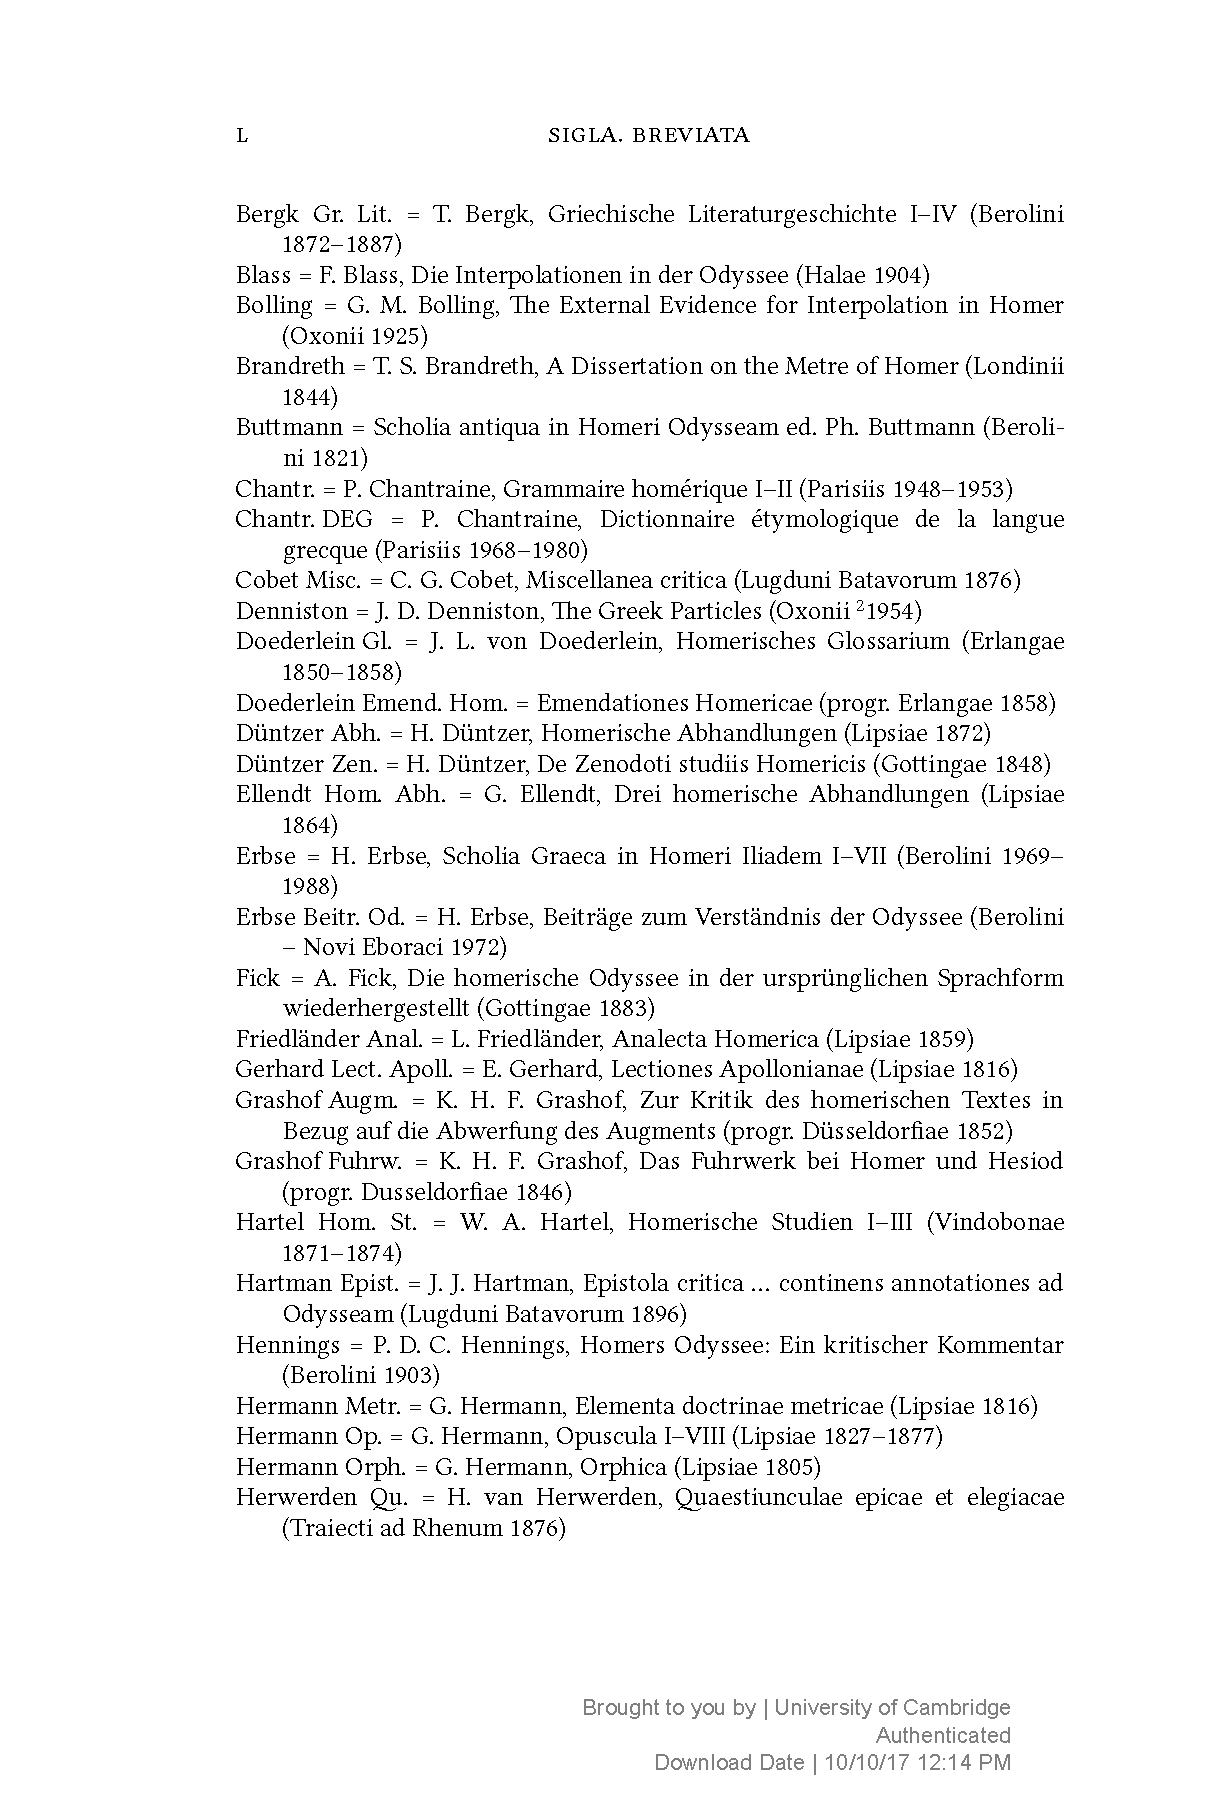 L SIGLA. BREVIATA
Bergk Gr. Lit. = T. Bergk, Griechische Literaturgeschichte I–IV (Berolini
1872–1887)
Blass = F. Blass, Die Interpolationen in der Odyssee (Halae 1904)
Bolling = G. M. Bolling, The External Evidence for Interpolation in Homer
(Oxonii 1925)
Brandreth = T. S. Brandreth, A Dissertation on the Metre of Homer (Londinii
1844)
Buttmann = Scholia antiqua in Homeri Odysseam ed. Ph. Buttmann (Beroli-
ni 1821)
Chantr. = P. Chantraine, Grammaire homérique I–II (Parisiis 1948–1953)
Chantr. DEG = P. Chantraine, Dictionnaire étymologique de la langue
grecque (Parisiis 1968–1980)
Cobet Misc. = C. G. Cobet, Miscellanea critica (Lugduni Batavorum 1876)
Denniston = J. D. Denniston, The Greek Particles (Oxonii ²1954)
Doederlein Gl. = J. L. von Doederlein, Homerisches Glossarium (Erlangae
1850–1858)
Doederlein Emend. Hom. = Emendationes Homericae (progr. Erlangae 1858)
Düntzer Abh. = H. Düntzer, Homerische Abhandlungen (Lipsiae 1872)
Düntzer Zen. = H. Düntzer, De Zenodoti studiis Homericis (Gottingae 1848)
Ellendt Hom. Abh. = G. Ellendt, Drei homerische Abhandlungen (Lipsiae
1864)
Erbse = H. Erbse, Scholia Graeca in Homeri Iliadem I–VII (Berolini 1969–
1988)
Erbse Beitr. Od. = H. Erbse, Beiträge zum Verständnis der Odyssee (Berolini
– Novi Eboraci 1972)
Fick = A. Fick, Die homerische Odyssee in der ursprünglichen Sprachform
wiederhergestellt (Gottingae 1883)
Friedländer Anal. = L. Friedländer, Analecta Homerica (Lipsiae 1859)
Gerhard Lect. Apoll. = E. Gerhard, Lectiones Apollonianae (Lipsiae 1816)
Grashof Augm. = K. H. F. Grashof, Zur Kritik des homerischen Textes in
Bezug auf die Abwerfung des Augments (progr. Düsseldorfiae 1852)
Grashof Fuhrw. = K. H. F. Grashof, Das Fuhrwerk bei Homer und Hesiod
(progr. Dusseldorfiae 1846)
Hartel Hom. St. = W. A. Hartel, Homerische Studien I–III (Vindobonae
1871–1874)
Hartman Epist. = J. J. Hartman, Epistola critica … continens annotationes ad
Odysseam (Lugduni Batavorum 1896)
Hennings = P. D. C. Hennings, Homers Odyssee: Ein kritischer Kommentar
(Berolini 1903)
Hermann Metr. = G. Hermann, Elementa doctrinae metricae (Lipsiae 1816)
Hermann Op. = G. Hermann, Opuscula I–VIII (Lipsiae 1827–1877)
Hermann Orph. = G. Hermann, Orphica (Lipsiae 1805)
Herwerden Qu. = H. van Herwerden, Quaestiunculae epicae et elegiacae
(Traiecti ad Rhenum 1876)
Brought to you by | University of Cambridge
Authenticated
Download Date | 10/10/17 12:14 PM